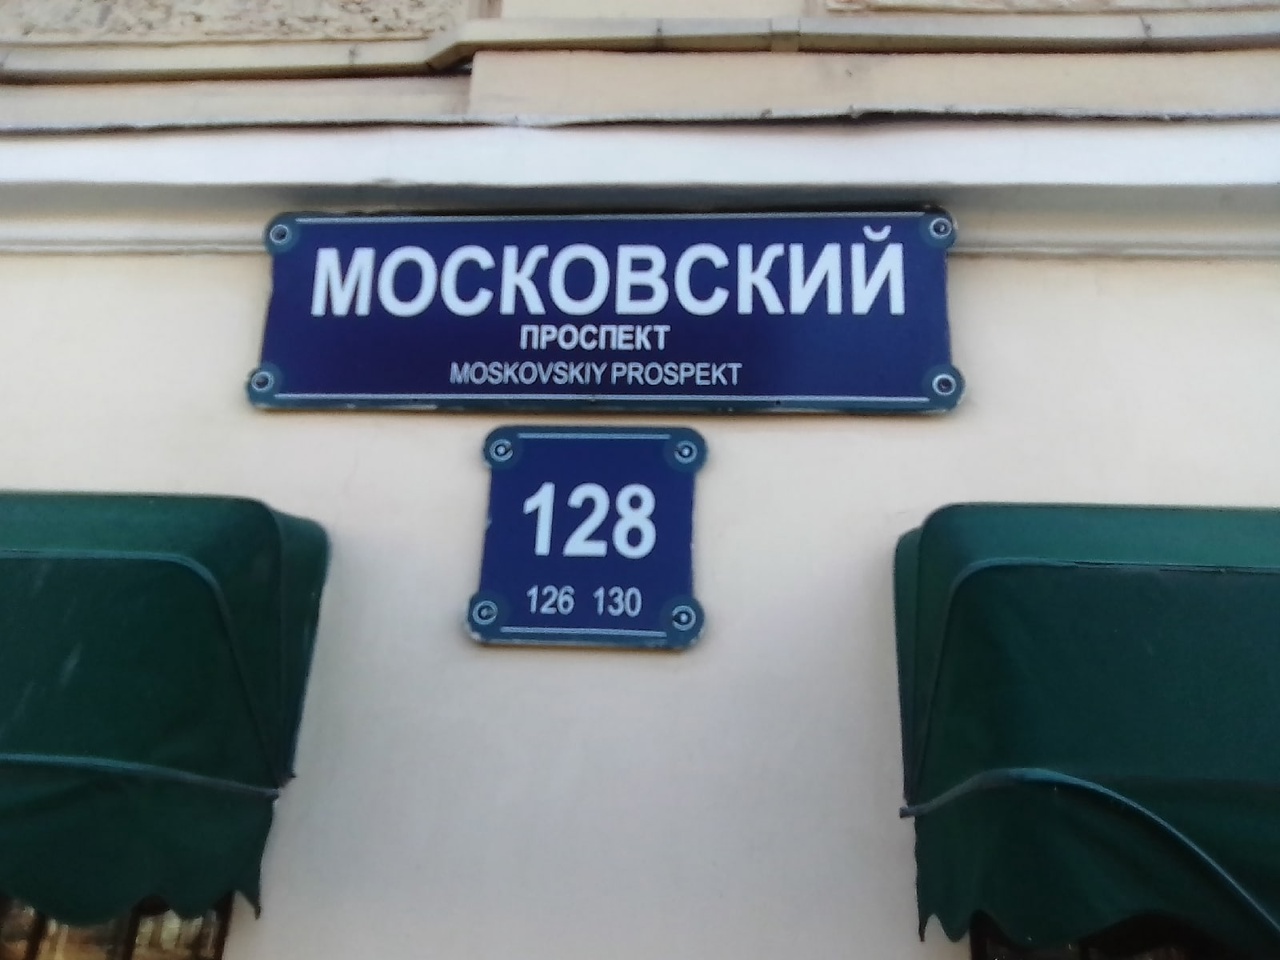 МОСКОВСКИЙ
ПРОСПЕКТ
MOSKOVSKIY PROSPEKT
128
126 130